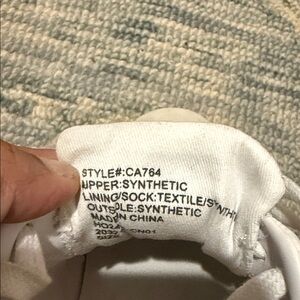 STYLE#:CA764
UPPER:SYNTHETIC
LINING/SOCK:TEXTILE/SYNTH
OUTSOLE:SYNTHETIC
MADE IN CHINA